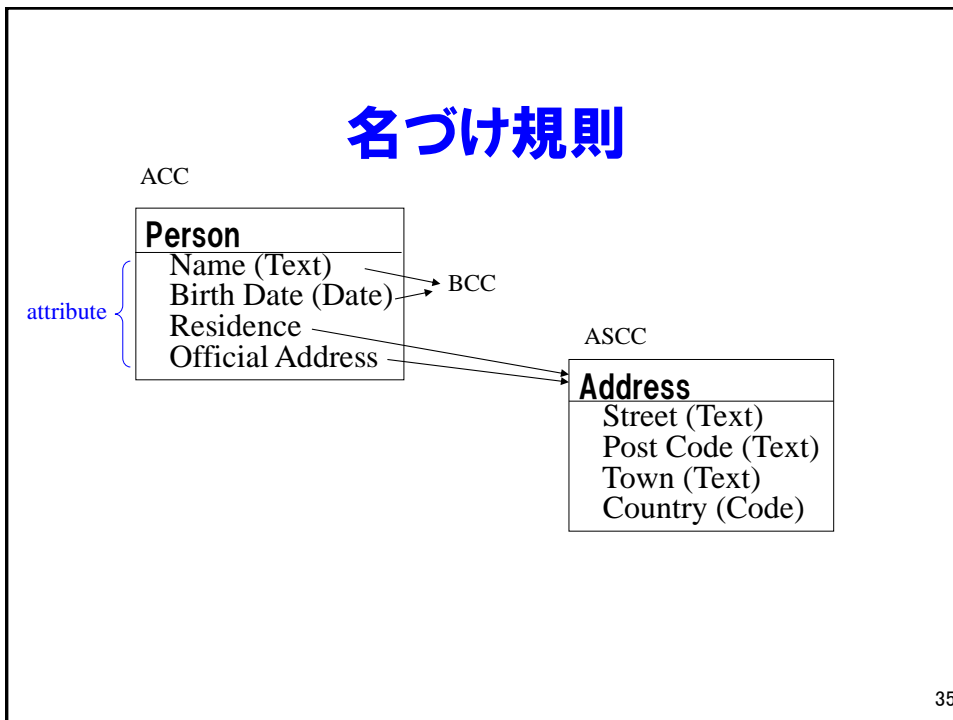 名づけ規則
ACC
Person
Name (Text)
Birth Date (Date)
Residence
Official Address
attribute
BCC
ASCC
Address
Street (Text)
Post Code (Text)
Town (Text)
Country (Code)
35